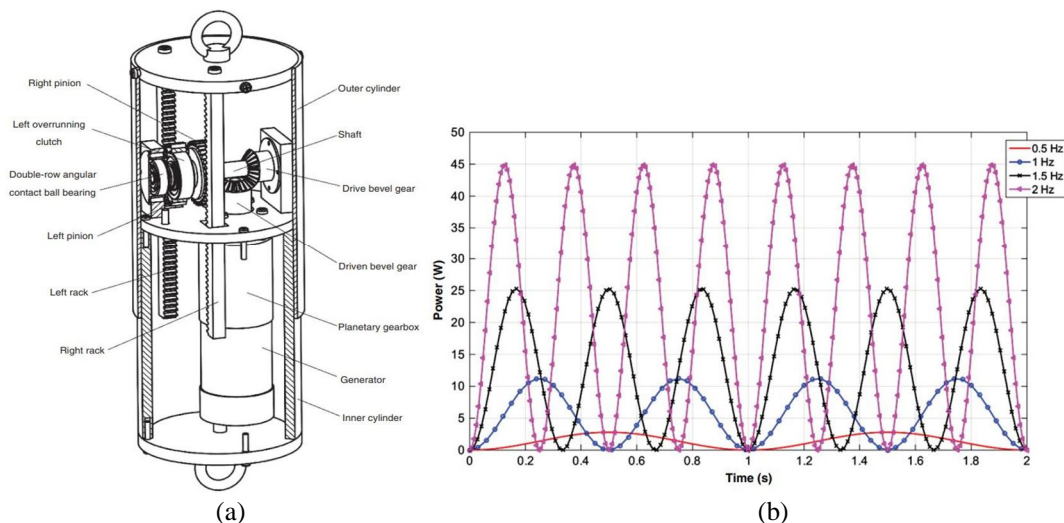 Right pinion
Left overrunning
clutch
Double-row angular
contact ball bearing
Left pinion
Left rack
Right rack
Outer cylinder
Shaft
Drive bevel gear
Driven bevel gear
Planetary gearbox
Generator
Inner cylinder
(a)
50
45
40
35
30
25
20
15
10
5
0
Power (W)
0 0.2 0.4 0.6 0.8 1.0 1.2 1.4 1.6 1.8 2
Time (s)
0.5 Hz
1 Hz
1.5 Hz
2 Hz
(b)